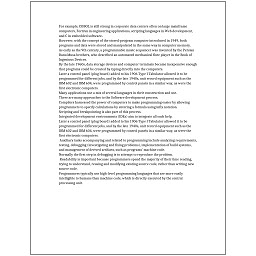 For example, COBOL is still strong in corporate data centers often on large mainframe
computers, Fortran in engineering applications, scripting languages in Web development,
and C in embedded software.
However, with the concept of the stored-program computer introduced in 1949, both
programs and data were stored and manipulated in the same way in computer memory.
As early as the 9th century, a programmable music sequencer was invented by the Persian
Banu Musa brothers, who described an automated mechanical flute player in the Book of
Ingenious Devices.
By the late 1960s, data storage devices and computer terminals became inexpensive enough
that programs could be created by typing directly into the computers.
Later a control panel (plug board) added to his 1906 Type I Tabulator allowed it to be
programmed for different jobs, and by the late 1940s, unit record equipment such as the
IBM 602 and IBM 604, were programmed by control panels in a similar way, as were the
first electronic computers.
Many applications use a mix of several languages in their construction and use.
There are many approaches to the Software development process.
Compilers harnessed the power of computers to make programming easier by allowing
programmers to specify calculations by entering a formula using infix notation.
Scripting and breakpointing is also part of this process.
Integrated development environments (IDEs) aim to integrate all such help.
Later a control panel (plug board) added to his 1906 Type I Tabulator allowed it to be
programmed for different jobs, and by the late 1940s, unit record equipment such as the
IBM 602 and IBM 604, were programmed by control panels in a similar way, as were the
first electronic computers.
Auxiliary tasks accompanying and related to programming include analyzing requirements,
testing, debugging (investigating and fixing problems), implementation of build systems,
and management of derived artifacts, such as programs' machine code.
Normally the first step in debugging is to attempt to reproduce the problem.
Readability is important because programmers spend the majority of their time reading,
trying to understand, reusing and modifying existing source code, rather than writing new
source code.
Programmers typically use high-level programming languages that are more easily
intelligible to humans than machine code, which is directly executed by the central
processing unit.